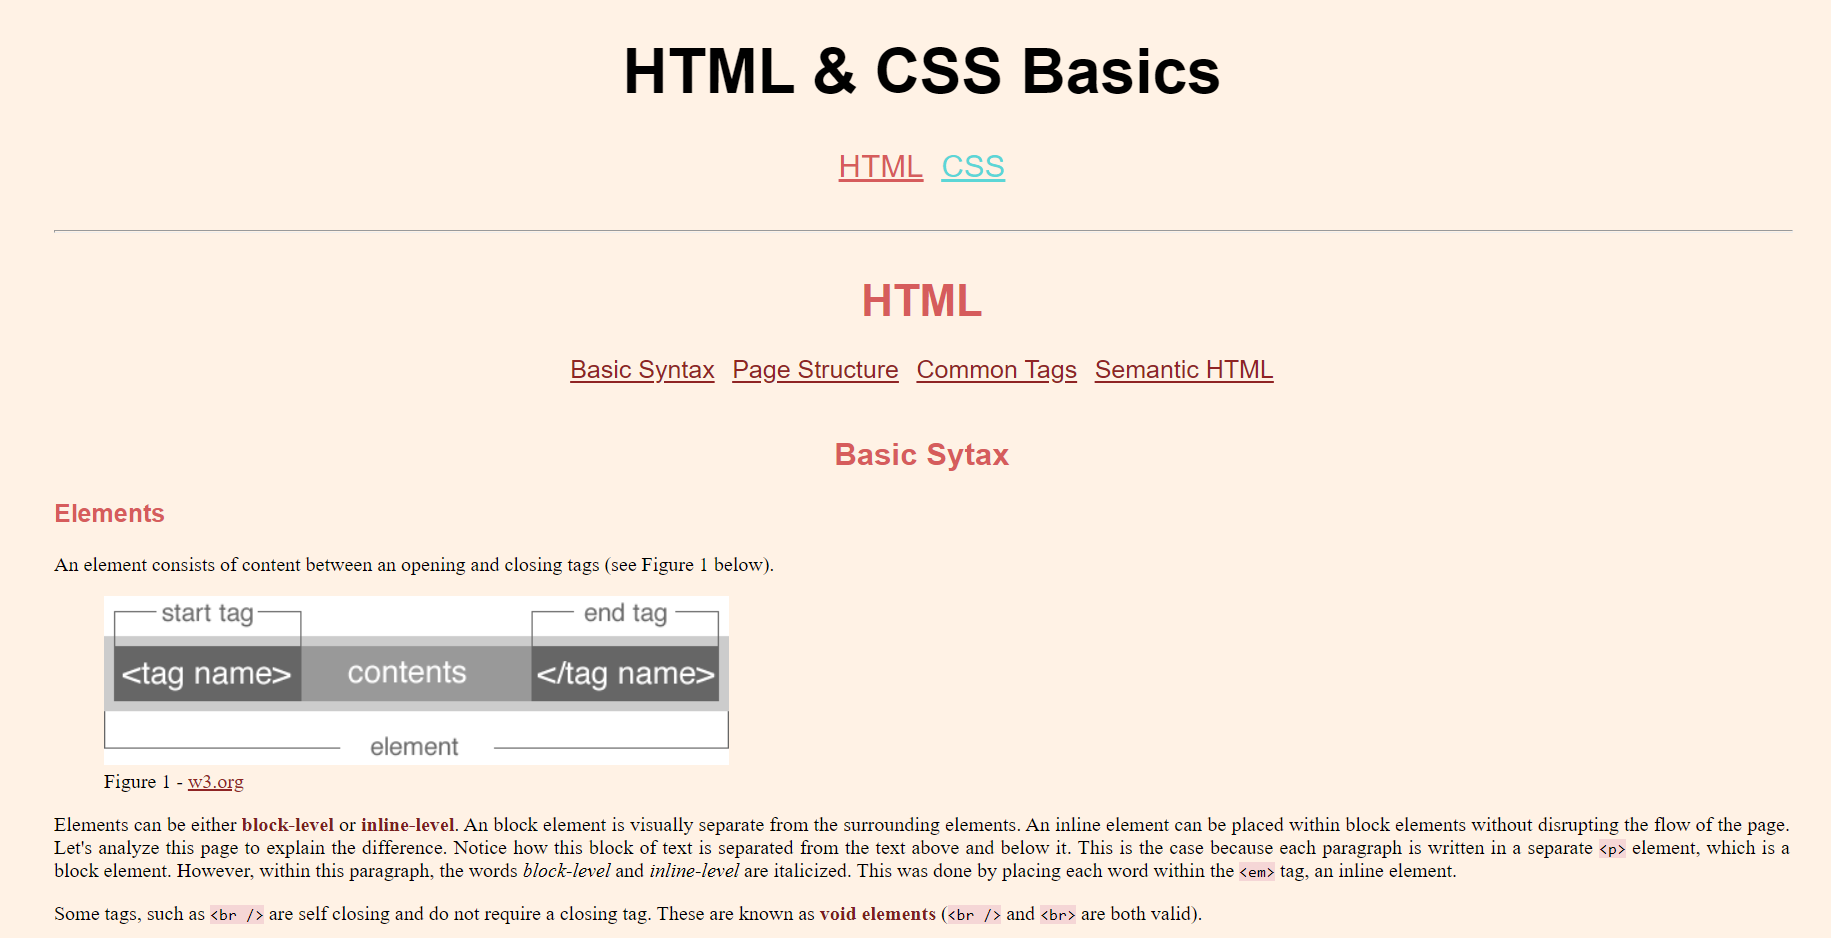 HTML & CSS Basics
HTML CSS
HTML
Basic Syntax Page Structure Common Tags Semantic HTML
Basic Sytax
Elements
An element consists of content between an opening and closing tags (see Figure 1 below).
start tag end tag
<tag name> contents </tag name>
element
Figure 1 - w3.org
Elements can be either block-level or inline-level. An block element is visually separate from the surrounding elements. An inline element can be placed within block elements without disrupting the flow of the page.
Let's analyze this page to explain the difference. Notice how this block of text is separated from the text above and below it. This is the case because each paragraph is written in a separate <p> element, which is a
block element. However, within this paragraph, the words block-level and inline-level are italicized. This was done by placing each word within the <em> tag, an inline element.
Some tags, such as <br /> are self closing and do not require a closing tag. These are known as void elements (<br /> and <br> are both valid).